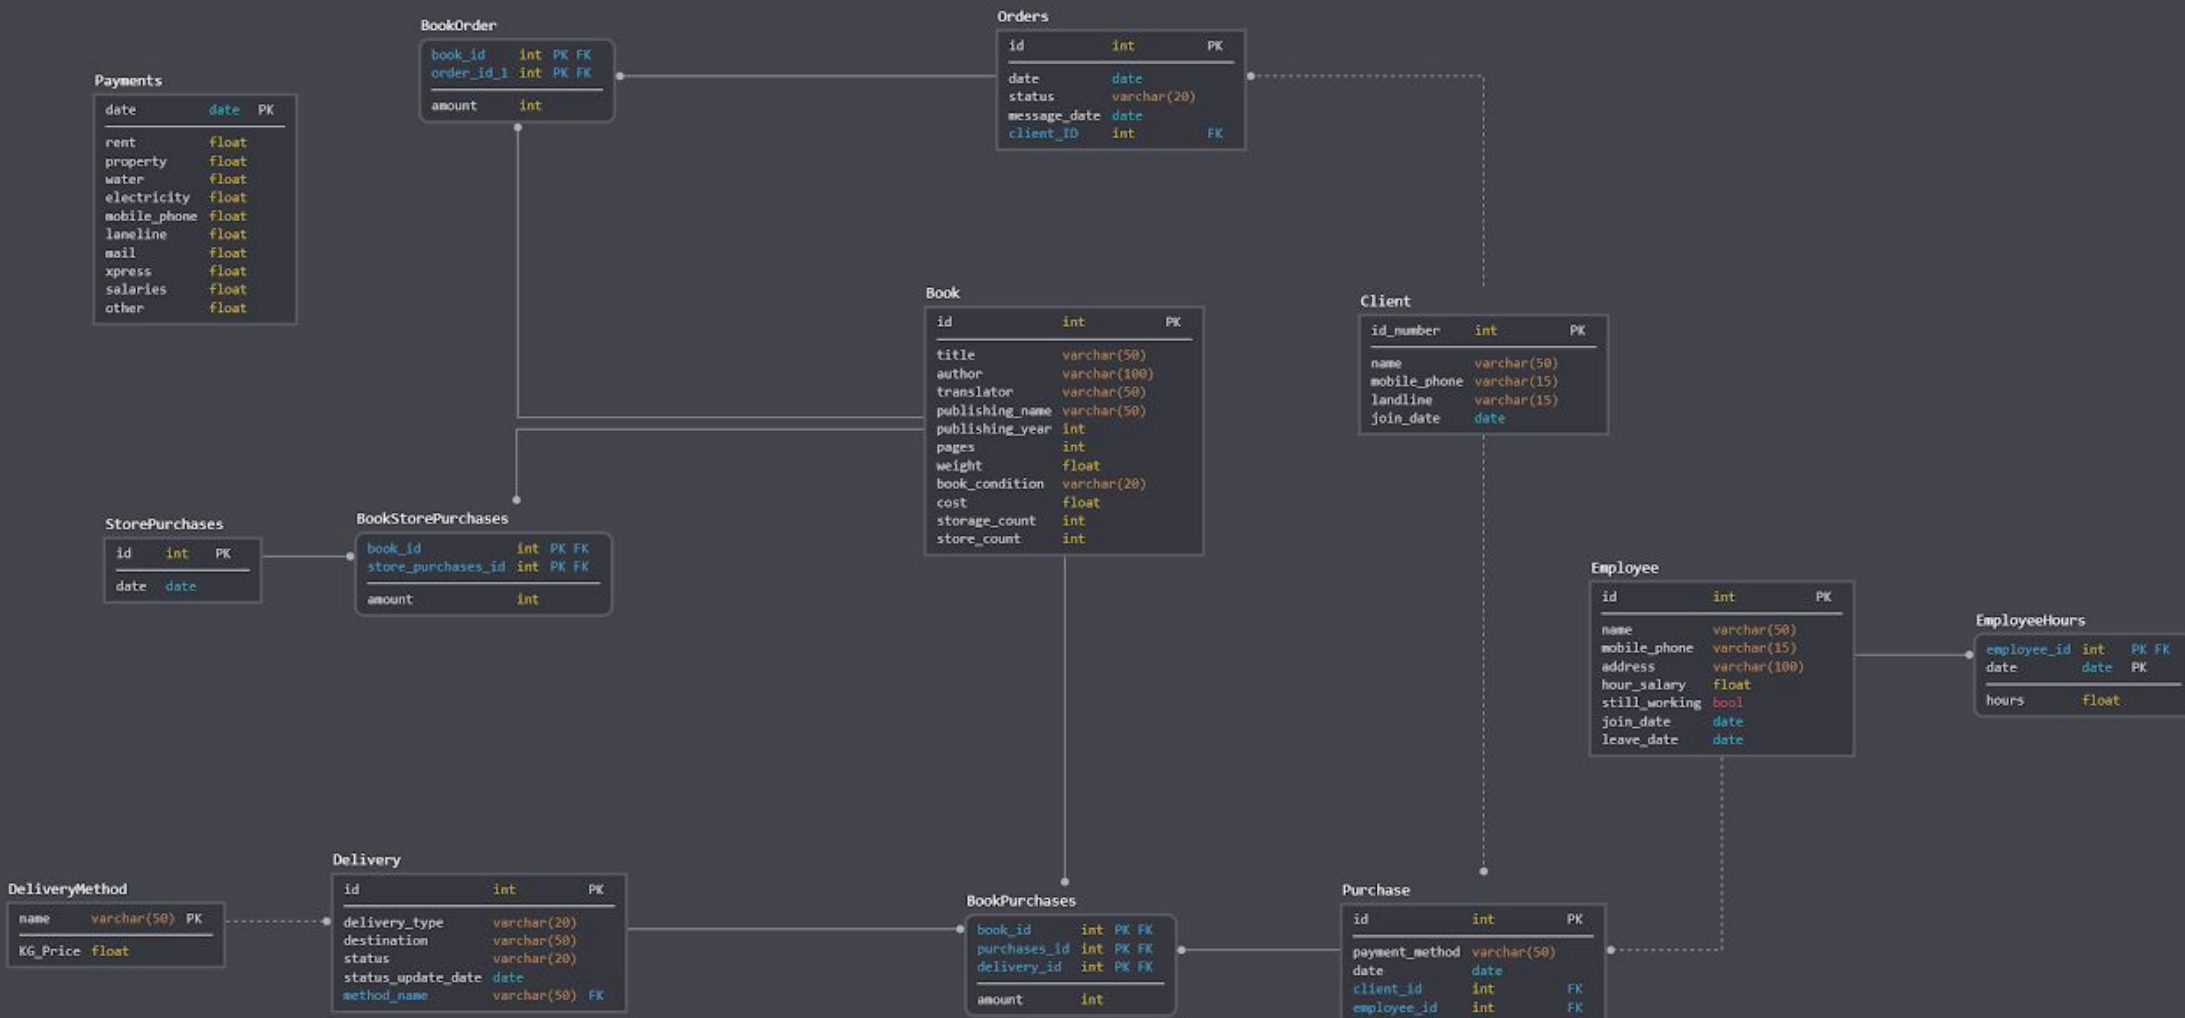 BookOrder
book_id int PK FK
order_id_1 int PK FK
amount int
Orders
id int PK
date date
status varchar(20)
message_date date
client_ID int FK
Payments
date date PK
rent float
property float
water float
electricity float
mobile_phone float
lameline float
mail float
xpress float
salaries float
other float
Book
id int PK
title varchar(50)
author varchar(100)
translator varchar(50)
publishing_name varchar(50)
publishing_year int
pages int
weight float
book_condition varchar(20)
cost float
storage_count int
store_count int
Client
id_number int PK
name varchar(50)
mobile_phone varchar(15)
landline varchar(15)
join_date date
StorePurchases
id int PK
date date
BookStorePurchases
book_id int PK FK
store_purchases_id int PK FK
amount int
Employee
id int PK
name varchar(50)
mobile_phone varchar(15)
address varchar(100)
hour_salary float
still_working bool
join_date date
leave_date date
EmployeeHours
employee_id int PK FK
date date PK
hours float
DeliveryMethod
name varchar(50) PK
KG_Price float
Delivery
id int PK
delivery_type varchar(20)
destination varchar(50)
status varchar(20)
status_update_date date
method_name varchar(50) FK
BookPurchases
book_id int PK FK
purchases_id int PK FK
delivery_id int PK FK
amount int
Purchase
id int PK
payment_method varchar(50)
date date
client_id int FK
employee_id int FK